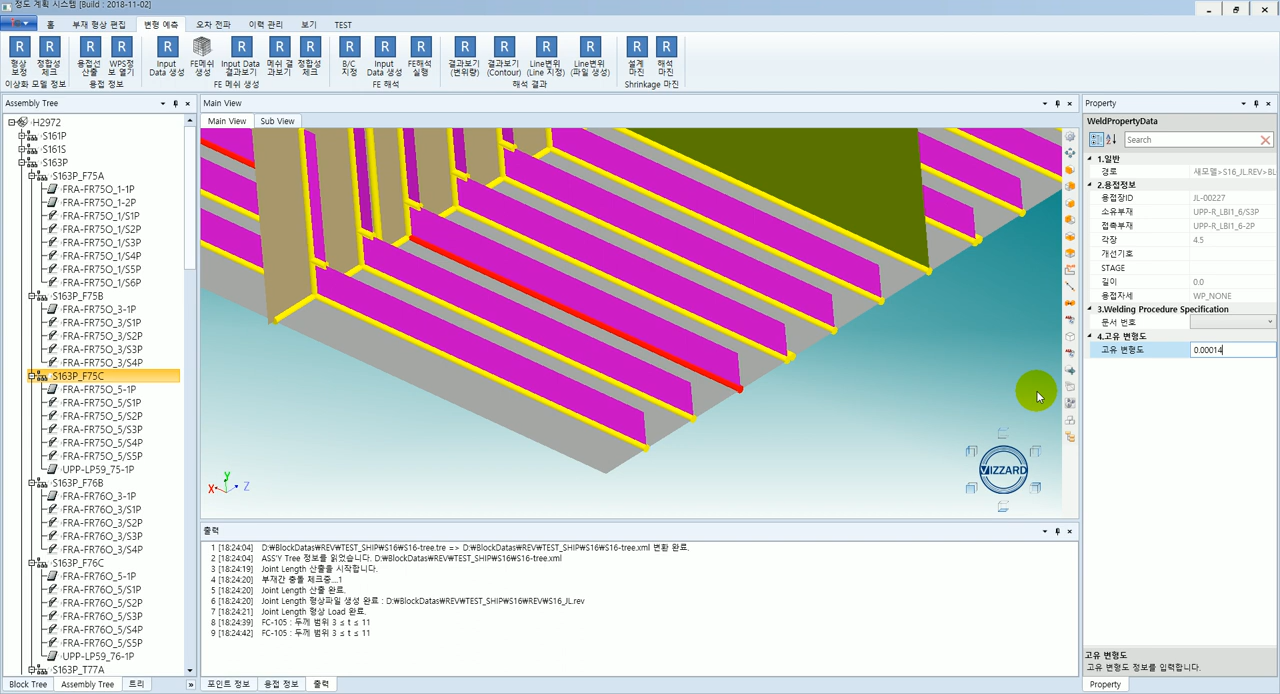 정도 계획 시스템 [Build : 2018-11-02]
홈 부재 형상 편집 변형 예측 오차 전파 이력 관리 보기 TEST
형상 보정
정합성 체크
용접선 산출
WPS정보 열기
Input Data 생성
FE메쉬 생성
Input Data 결과보기
메쉬 결과보기
정합성 체크
B/C 지정
Input Data 생성
FE해석 실행
결과보기 (변위량)
결과보기 (Contour)
Line변위 (Line 지정)
Line변위 (파일 생성)
설계 마진
해석 마진
이상화 모델 정보 용접 정보 FE 메쉬 생성 FE 해석 해석 결과 Shrinkage 마진
Assembly Tree
H2972
S161P
S161S
S163P
S163P_F75A
FRA-FR75O_1-1P
FRA-FR75O_1-2P
FRA-FR75O_1/S1P
FRA-FR75O_1/S2P
FRA-FR75O_1/S3P
FRA-FR75O_1/S4P
FRA-FR75O_1/S5P
FRA-FR75O_1/S6P
S163P_F75B
FRA-FR75O_3-1P
FRA-FR75O_3/S1P
FRA-FR75O_3/S2P
FRA-FR75O_3/S3P
FRA-FR75O_3/S4P
S163P_F75C
FRA-FR75O_5-1P
FRA-FR75O_5/S1P
FRA-FR75O_5/S2P
FRA-FR75O_5/S3P
FRA-FR75O_5/S4P
FRA-FR75O_5/S5P
UPP-LP59_75-1P
S163P_F76B
FRA-FR76O_3-1P
FRA-FR76O_3/S1P
FRA-FR76O_3/S2P
FRA-FR76O_3/S3P
FRA-FR76O_3/S4P
S163P_F76C
FRA-FR76O_5-1P
FRA-FR76O_5/S1P
FRA-FR76O_5/S2P
FRA-FR76O_5/S3P
FRA-FR76O_5/S4P
FRA-FR76O_5/S5P
UPP-LP59_76-1P
S163P_T77A
Block Tree Assembly Tree 트리 »
Main View
Main View Sub View
X Y Z
VIZZARD
출력
1 [18:24:04] D:₩BlockDatas₩REV₩TEST_SHIP₩S16₩S16-tree.tre => D:₩BlockDatas₩REV₩TEST_SHIP₩S16₩S16-tree.xml 변환 완료.
2 [18:24:04] ASS'Y Tree 정보를 읽었습니다. D:₩BlockDatas₩REV₩TEST_SHIP₩S16₩S16-tree.xml
3 [18:24:19] Joint Length 산출을 시작합니다.
4 [18:24:20] 부재간 충돌 체크중...1
5 [18:24:20] Joint Length 산출 완료.
6 [18:24:20] Joint Length 형상파일 생성 완료 : D:₩BlockDatas₩REV₩TEST_SHIP₩S16₩REV₩S16_JL.rev
7 [18:24:21] Joint Length 형상 Load 완료.
8 [18:24:39] FC-105 : 두께 범위 3 ≤ t ≤ 11
9 [18:24:42] FC-105 : 두께 범위 3 ≤ t ≤ 11
포인트 정보 용접 정보 출력
Property
WeldPropertyData
Search
1.일반
경로 새모델>S16_JL.REV>BL
2.용접정보
용접장ID JL-00227
소유부재 UPP-R_LBI1_6/S3P
접촉부재 UPP-R_LBI1_6-2P
각장 4.5
개선기호
STAGE
길이 0.0
용접자세 WP_NONE
3.Welding Procedure Specification
문서 번호
4.고유 변형도
고유 변형도 0.00014
고유 변형도
고유 변형도 정보를 입력합니다.
Property